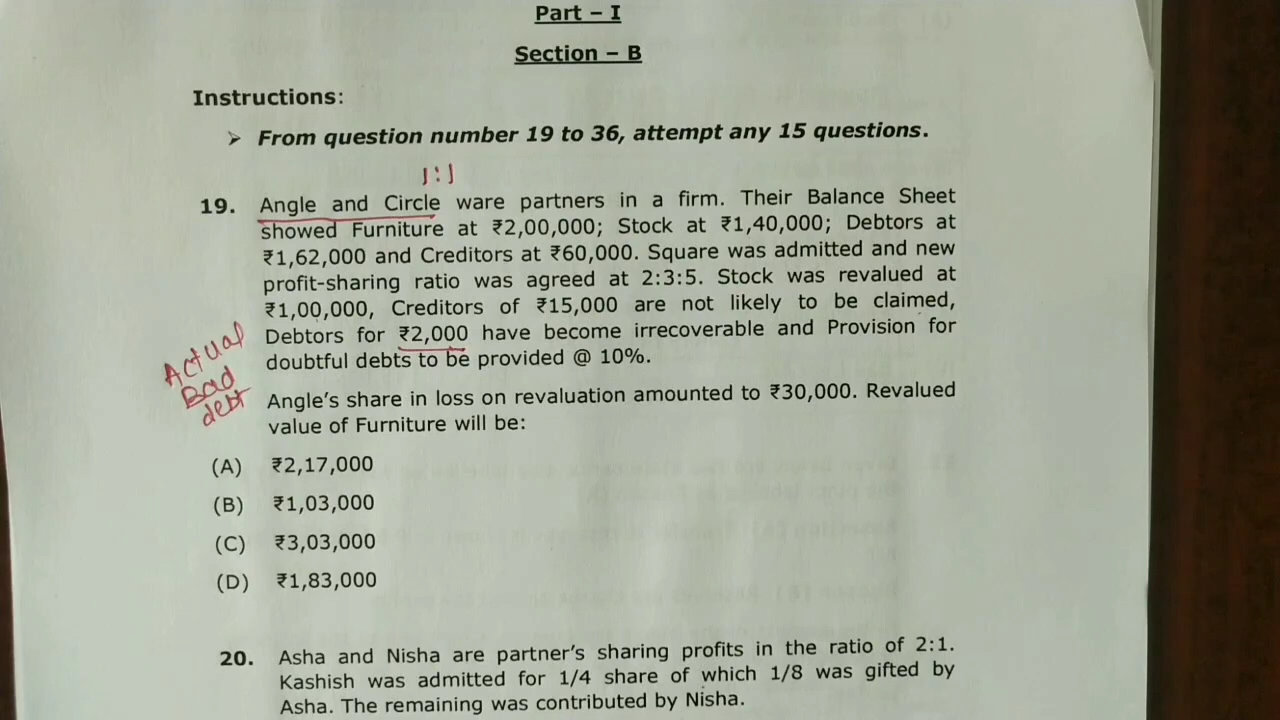 Part – I
Section – B
Instructions:
➢ From question number 19 to 36, attempt any 15 questions.
1:1
19. Angle and Circle ware partners in a firm. Their Balance Sheet
showed Furniture at ₹2,00,000; Stock at ₹1,40,000; Debtors at
₹1,62,000 and Creditors at ₹60,000. Square was admitted and new
profit-sharing ratio was agreed at 2:3:5. Stock was revalued at
₹1,00,000, Creditors of ₹15,000 are not likely to be claimed,
Debtors for ₹2,000 have become irrecoverable and Provision for
doubtful debts to be provided @ 10%.
Actual
Bad
debt
Angle's share in loss on revaluation amounted to ₹30,000. Revalued
value of Furniture will be:
(A) ₹2,17,000
(B) ₹1,03,000
(C) ₹3,03,000
(D) ₹1,83,000
20. Asha and Nisha are partner's sharing profits in the ratio of 2:1.
Kashish was admitted for 1/4 share of which 1/8 was gifted by
Asha. The remaining was contributed by Nisha.